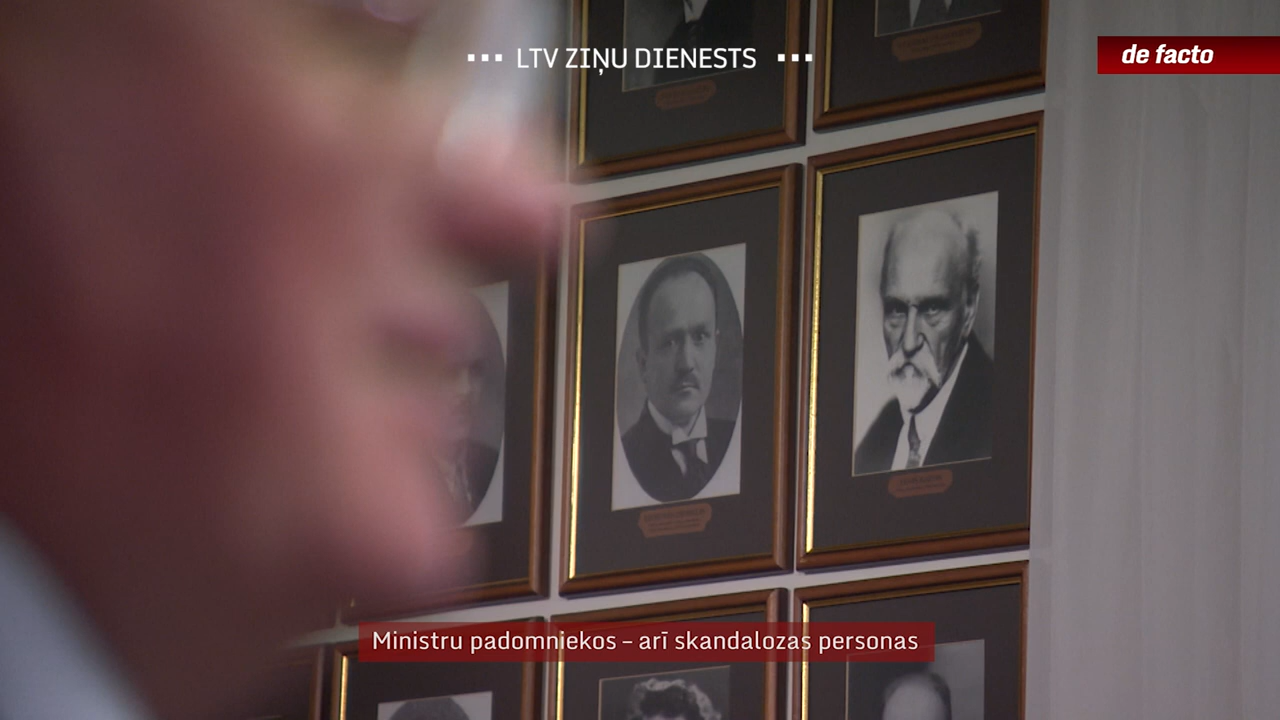 LTV ZIŅU DIENESTS
de facto
Ministru padomniekos – arī skandalozas personas